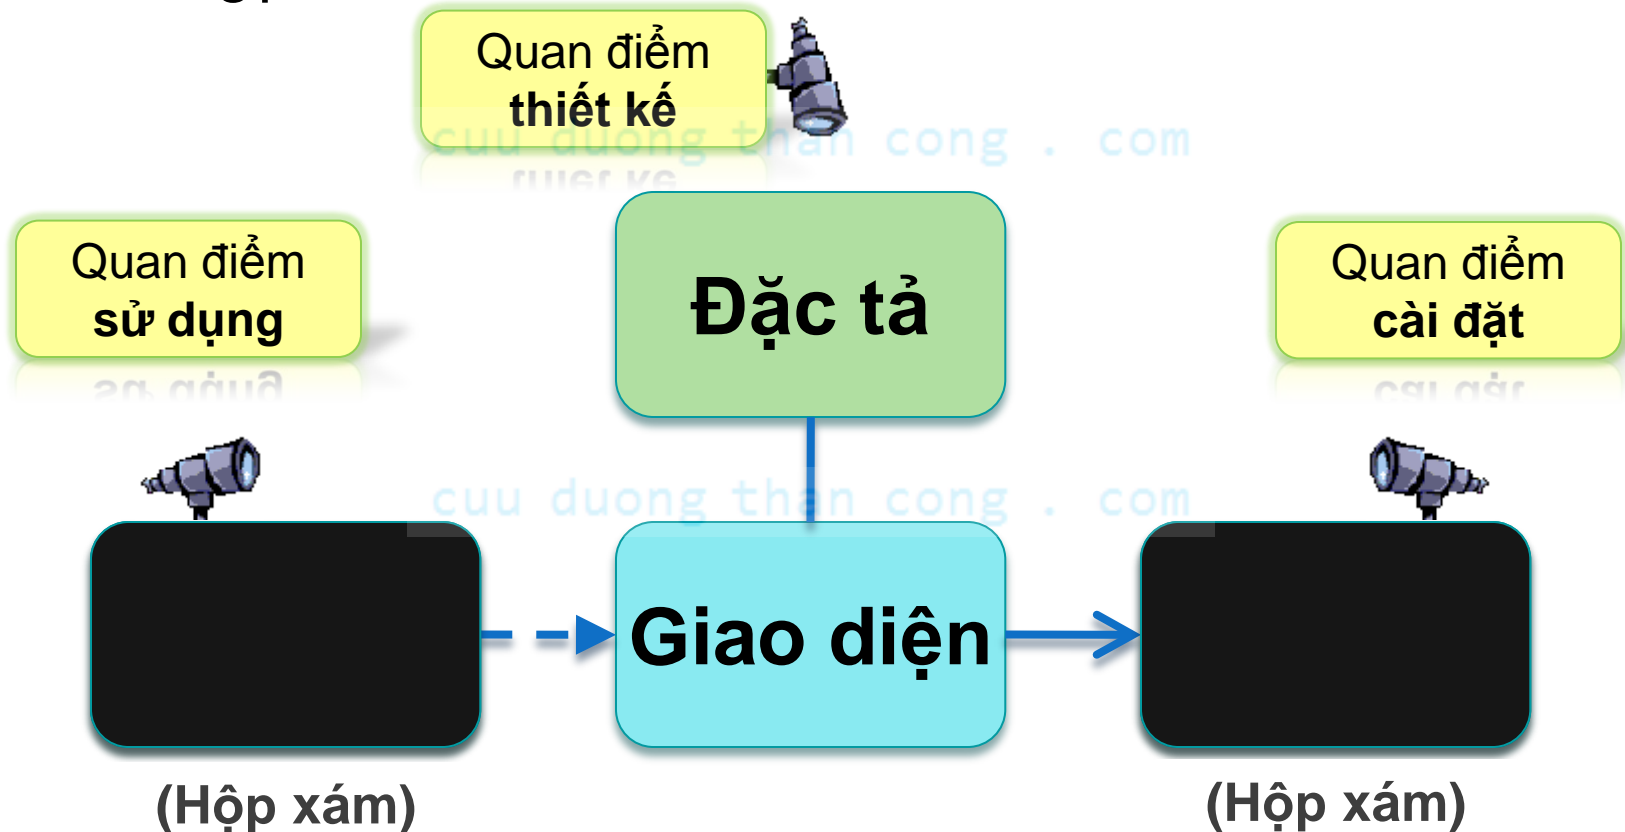 Quan điểm
thiết kế
cuu duong than cong . com
Quan điểm
sử dụng
Đặc tả
Quan điểm
cài đặt
cuu duong than cong . com
Giao diện
(Hộp xám)
(Hộp xám)